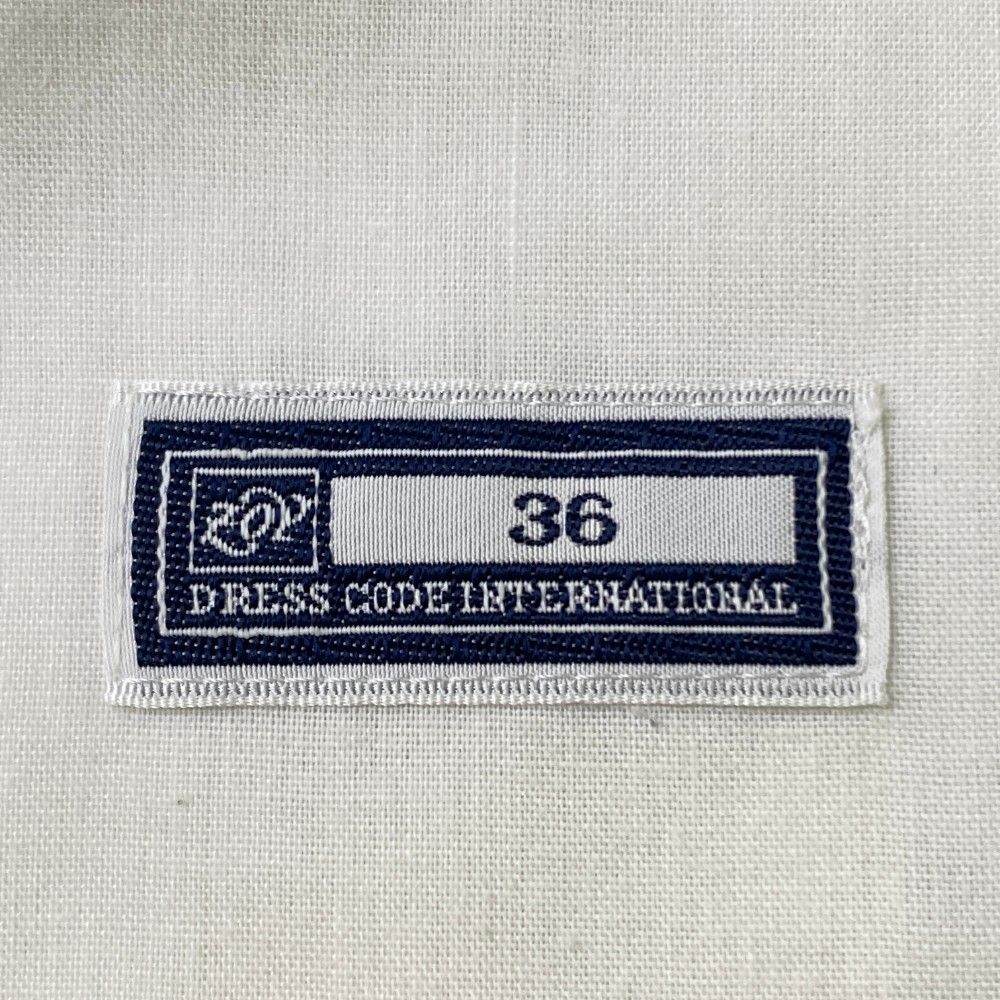 36
DRESS CODE INTERNATIONAL